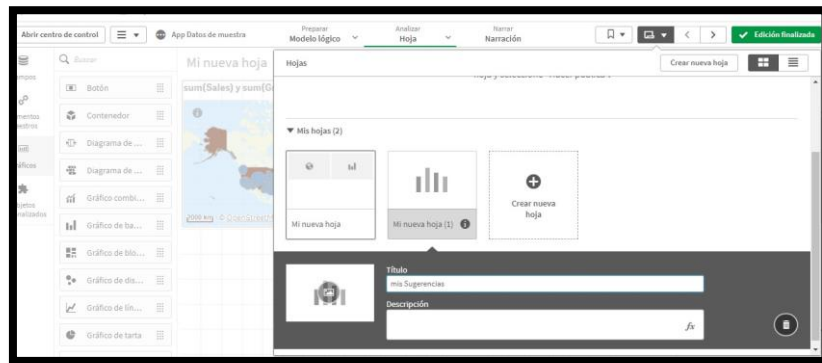 Abrir centro de control
App Datos de muestra
Preparar
Modelo lógico
Analizar
Hoja
Narrar
Narración
Edición finalizada
Buscar
Mi nueva hoja
Hojas
Crear nueva hoja
Botón
Contenedor
Diagrama de ...
Diagrama de ...
Gráfico combi...
Gráfico de ba...
Gráfico de blo...
Gráfico de dis...
Gráfico de lín...
Gráfico de tarta
sum(Sales) y sum(Gr
Mis hojas (2)
Mi nueva hoja
Mi nueva hoja (1)
Crear nueva
hoja
Título
mis Sugerencias
Descripción
fx